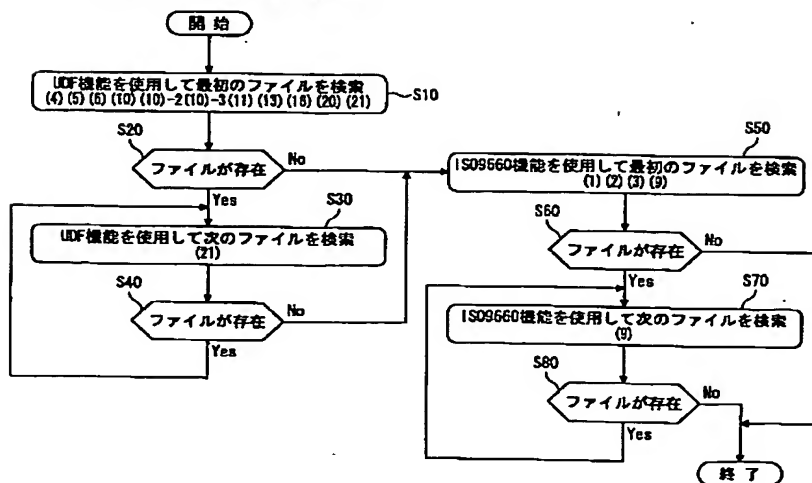 開 始
UDF機能を使用して最初のファイルを検索
(4) (5) (6) (10) (10)-2 (10)-3 (11) (13) (16) (20) (21)
S10
S20
ファイルが存在
No
Yes
S30
UDF機能を使用して次のファイルを検索
(21)
S40
ファイルが存在
No
Yes
S50
ISO9660機能を使用して最初のファイルを検索
(1) (2) (3) (9)
S60
ファイルが存在
No
Yes
S70
ISO9660機能を使用して次のファイルを検索
(9)
S80
ファイルが存在
No
Yes
終 了